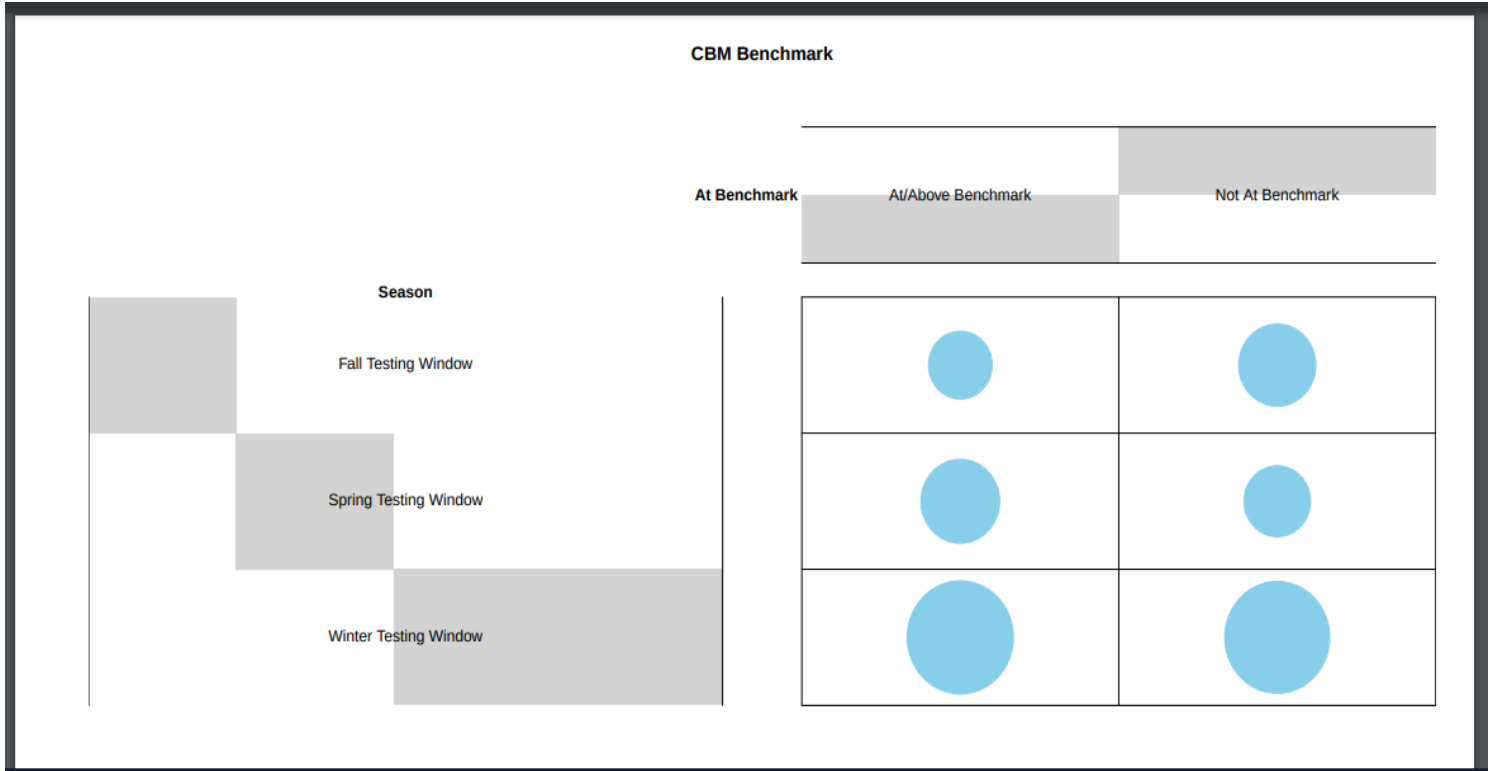 CBM Benchmark
At Benchmark
At/Above Benchmark
Not At Benchmark
Season
Fall Testing Window
Spring Testing Window
Winter Testing Window